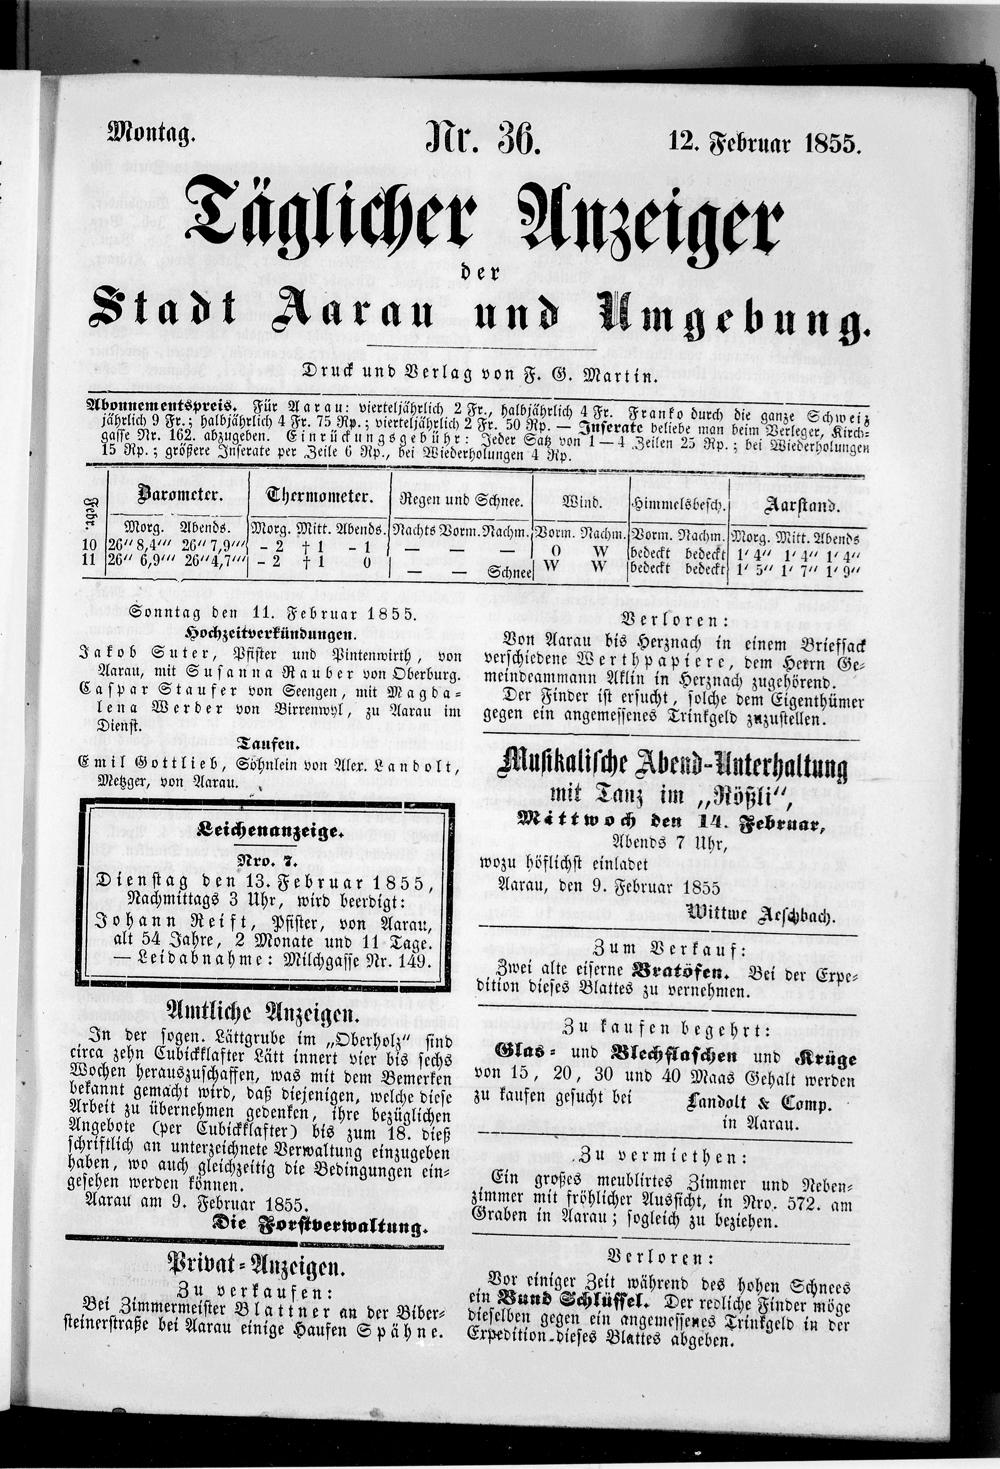 Montag.
Nr. 36.
12. Februar 1855.
Täglicher Anzeiger
der
Stadt Aarau und Umgebung.
Druck und Verlag von F. G. Martin.
Abonnementspreis. Für Aarau: vierteljährlich 2 Fr., halbjährlich 4 Fr. Franko durch die ganze Schweiz
jährlich 9 Fr.; halbjährlich 4 Fr. 75 Rp.; vierteljährlich 2 Fr. 50 Rp. — Inserate beliebe man beim Verleger, Kirch-
gasse Nr. 162. abzugeben. Einrückungsgebühr: Jeder Satz von 1—4 Zeilen 25 Rp.; bei Wiederholungen
15 Rp.; größere Inserate per Zeile 6 Rp., bei Wiederholungen 4 Rp.
Febr. Barometer. Thermometer. Regen und Schnee. Wind. Himmelsbesch. Aarstand.
Morg. Abends. Morg. Mitt. Abends. Nachts Vorm. Nachm. Vorm. Nachm. Vorm. Nachm. Morg. Mitt. Abends
10 26" 8,4"' 26" 7,9"' – 2 † 1 – 1 — — — O W bedeckt bedeckt 1' 4" 1' 4" 1' 4"
11 26" 6,9"' 26" 4,7"' – 2 † 1 0 — — Schnee W W bedeckt bedeckt 1' 5" 1' 7" 1' 9"
Sonntag den 11. Februar 1855.
Hochzeitverkündungen.
Jakob Suter, Pfister und Pintenwirth, von
Aarau, mit Susanna Rauber von Oberburg.
Caspar Staufer von Seengen, mit Magda-
lena Werder von Birrenwyl, zu Aarau im
Dienst.
Taufen.
Emil Gottlieb, Söhnlein von Alex. Landolt,
Metzger, von Aarau.
Leichenanzeige.
Nro. 7.
Dienstag den 13. Februar 1855,
Nachmittags 3 Uhr, wird beerdigt:
Johann Reift, Pfister, von Aarau,
alt 54 Jahre, 2 Monate und 11 Tage.
— Leidabnahme: Milchgasse Nr. 149.
Amtliche Anzeigen.
In der sogen. Lättgrube im „Oberholz“ sind
circa zehn Cubickklafter Lätt innert vier bis sechs
Wochen herauszuschaffen, was mit dem Bemerken
bekannt gemacht wird, daß diejenigen, welche diese
Arbeit zu übernehmen gedenken, ihre bezüglichen
Angebote (per Cubickklafter) bis zum 18. dieß
schriftlich an unterzeichnete Verwaltung einzugeben
haben, wo auch gleichzeitig die Bedingungen ein-
gesehen werden können.
Aarau am 9. Februar 1855.
Die Forstverwaltung.
Privat-Anzeigen.
Zu verkaufen:
Bei Zimmermeister Blattner an der Biber-
steinerstraße bei Aarau einige Haufen Spähne.
Verloren:
Von Aarau bis Herznach in einem Briefsack
verschiedene Werthpapiere, dem Herrn Ge-
meindeammann Aklin in Herznach zugehörend.
Der Finder ist ersucht, solche dem Eigenthümer
gegen ein angemessenes Trinkgeld zuzustellen.
Musikalische Abend-Unterhaltung
mit Tanz im „Rößli“,
Mittwoch den 14. Februar,
Abends 7 Uhr,
wozu höflichst einladet
Aarau, den 9. Februar 1855
Wittwe Aeschbach.
Zum Verkauf:
Zwei alte eiserne Bratöfen. Bei der Expe-
dition dieses Blattes zu vernehmen.
Zu kaufen begehrt:
Glas- und Blechflaschen und Krüge
von 15, 20, 30 und 40 Maas Gehalt werden
zu kaufen gesucht bei Landolt & Comp.
in Aarau.
Zu vermiethen:
Ein großes meublirtes Zimmer und Neben-
zimmer mit fröhlicher Aussicht, in Nro. 572. am
Graben in Aarau; sogleich zu beziehen.
Verloren:
Vor einiger Zeit während des hohen Schnees
ein Bund Schlüssel. Der redliche Finder möge
dieselben gegen ein angemessenes Trinkgeld in der
Expedition dieses Blattes abgeben.